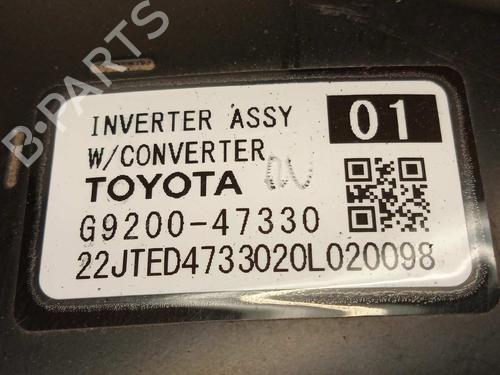 B-PARTS
INVERTER ASSY
01
W/CONVERTER
TOYOTA
G9200-47330
22JTED4733020L020098